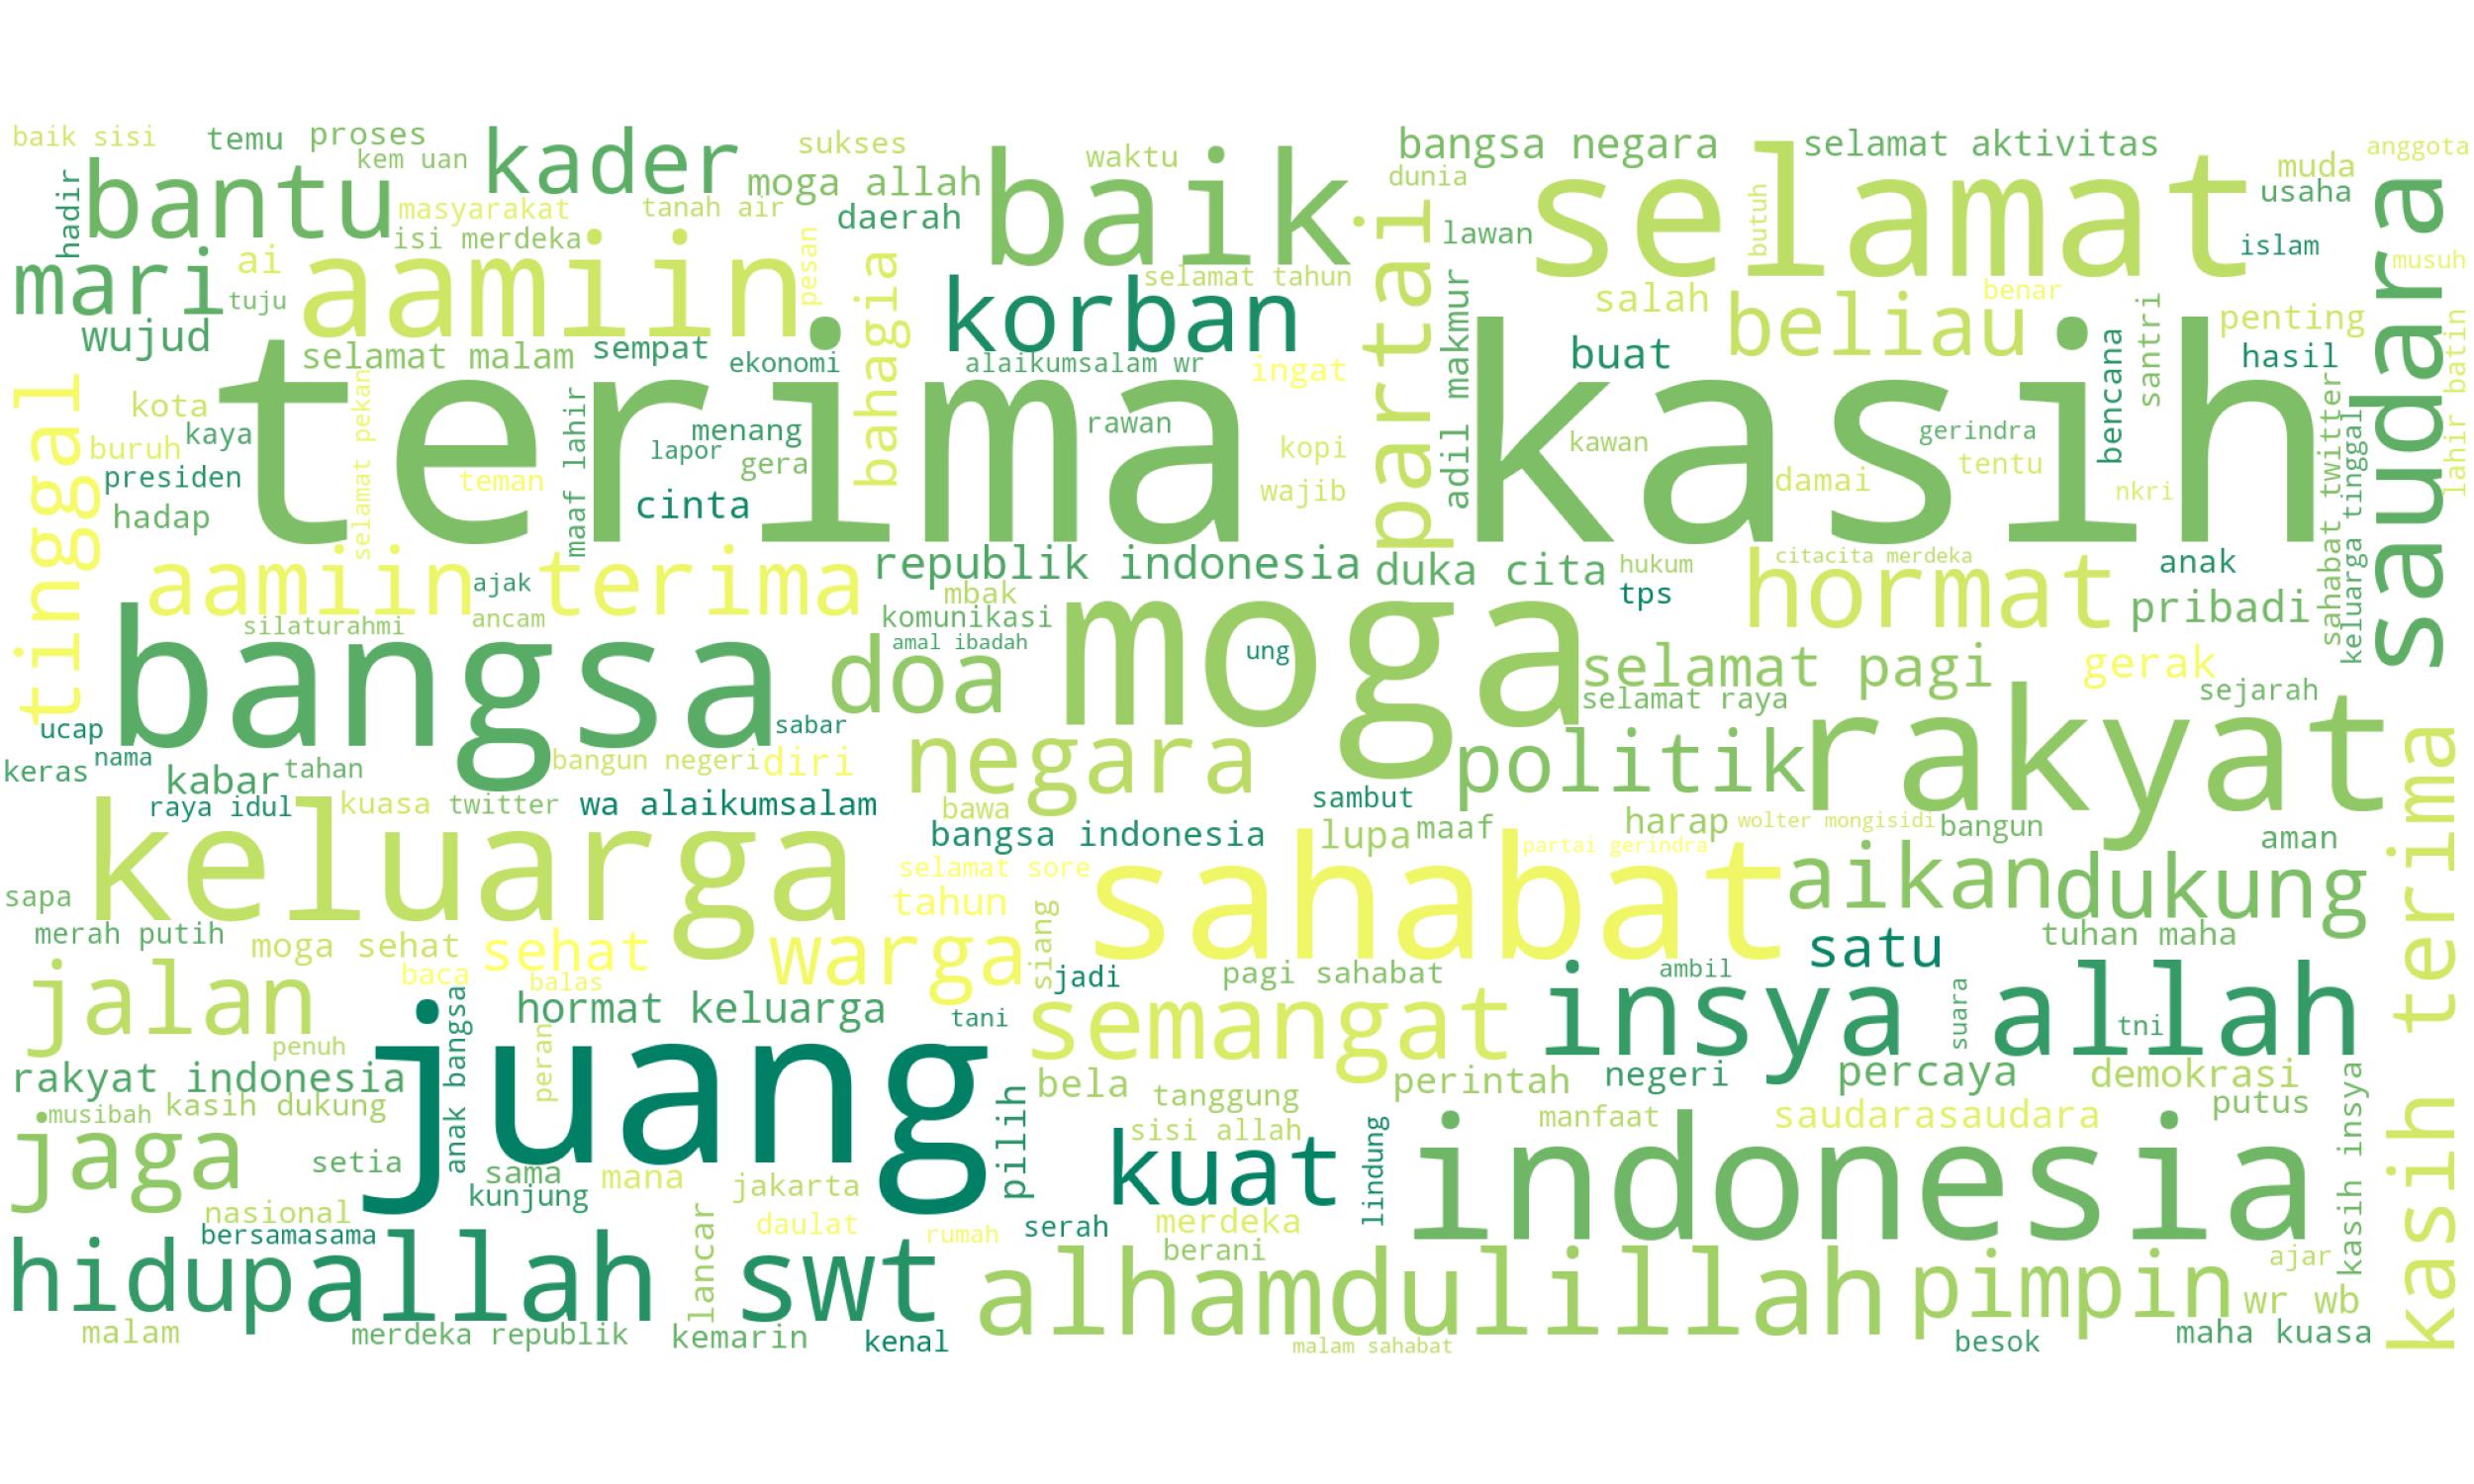 baik sisi
temu
proses
kem uan
kader
sukses
moga allah
baik
waktu
bangsa negara
dunia
selamat aktivitas
selamat
muda
anggota
usaha
hadir
bantu
masyarakat
tanah air
daerah
isi merdeka
lawan
butuh
islam
musuh
saudara
mari
ai
tuju
aamiin
pesan
bahagia
selamat tahun
korban
partai
adil makmur
salah
beliau
benar
santri
penting
wujud
selamat malam
sempat
ekonomi
alaikumsalam wr
ingat
buat
bencana
hasil
lahir batin
tinggal
kota
buruh
kaya
presiden
hadap
selamat pekan
terima kasih
teman
maaf lahir
menang
lapor
gera
cinta
rawan
kopi
wajib
kawan
gerindra
tentu
damai
nkri
sahabat twitter
keluarga tinggal
aamiin terima
ajak
republik indonesia
duka cita
hukum
tps
citacita merdeka
hormat
anak
pribadi
silaturahmi
ancam
mbak
komunikasi
amal ibadah
doa
moga
ung
selamat pagi
gerak
selamat raya
sejarah
bangsa
ucap
nama
keras
sabar
bangun negeri
diri
negara
politik
rakyat
kabar
tahan
raya idul
kuasa
twitter
wa alaikumsalam
bawa
sambut
bangsa indonesia
lupa
maaf
harap
wolter mongisidi
bangun
aman
keluarga
selamat sore
partai gerindra
sahabat
aikan
dukung
kasih terima
sapa
tahun
merah putih
moga sehat
sehat
warga
siang
satu
tuhan maha
baca
balas
jadi
pagi sahabat
ambil
jalan
anak bangsa
hormat keluarga
tani
semangat
insya allah
suara
tni
penuh
peran
rakyat indonesia
juang
pilih
bela
perintah
negeri
percaya
demokrasi
kasih insya
musibah
kasih dukung
tanggung
manfaat
saudarasaudara
putus
jaga
setia
sama
mana
sisi allah
kuat
lindung
indonesia
kunjung
jakarta
nasional
bersamasama
lancar
daulat
rumah
serah
merdeka
berani
ajar
hidup
allah swt
alhamdulillah
pimpin
wr wb
malam
merdeka republik
kemarin
kenal
malam sahabat
besok
maha kuasa